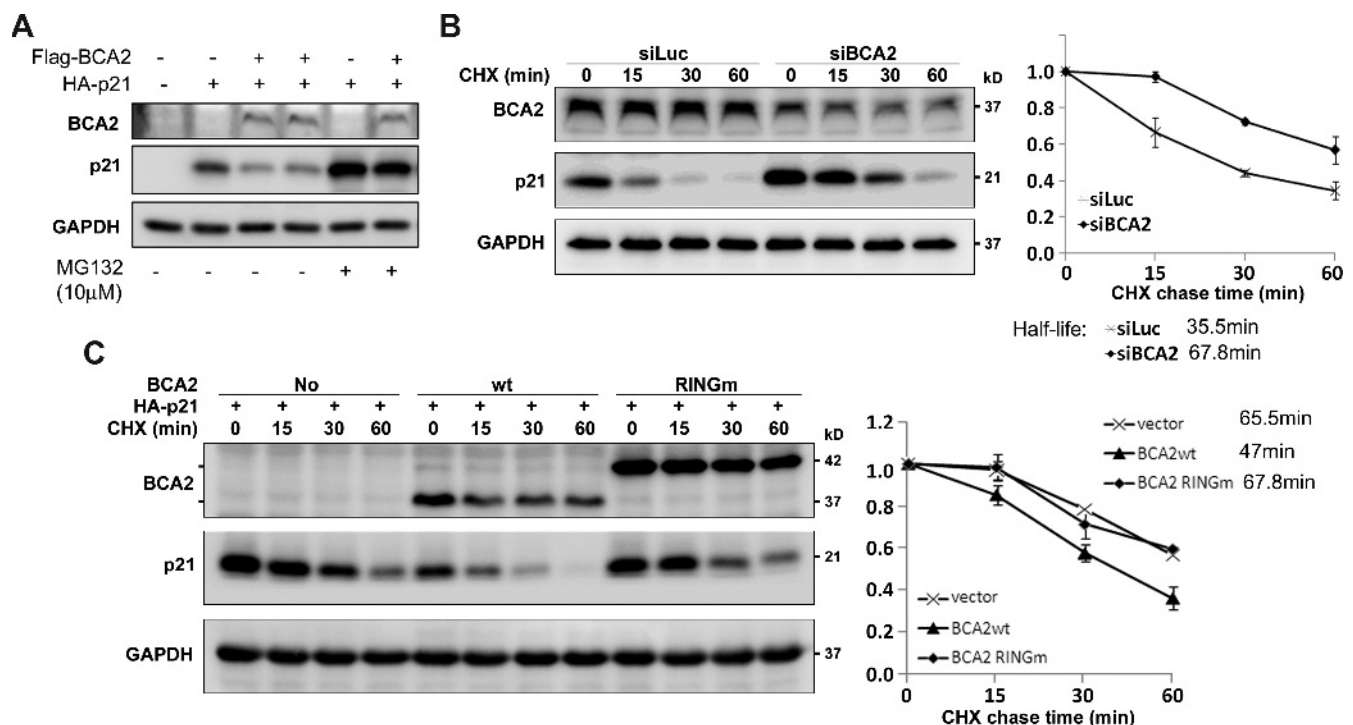 A
Flag-BCA2 - - + + - +
HA-p21 - + + + + +
BCA2
p21
GAPDH
MG132 - - - - + +
(10µM)
B
siLuc siBCA2
CHX (min) 0 15 30 60 0 15 30 60 kD
BCA2 37
p21 21
GAPDH 37
1.0
0.8
0.6
0.4
0.2
0.0
siLuc
siBCA2
0 15 30 60
CHX chase time (min)
Half-life: siLuc 35.5min
siBCA2 67.8min
C
BCA2 No wt RINGm
HA-p21 + + + + + + + + + + + +
CHX (min) 0 15 30 60 0 15 30 60 0 15 30 60 kD
BCA2 42
37
p21 21
GAPDH 37
1.2
1.0
0.8
0.6
0.4
0.2
0.0
vector 65.5min
BCA2wt 47min
BCA2 RINGm 67.8min
vector
BCA2wt
BCA2 RINGm
0 15 30 60
CHX chase time (min)